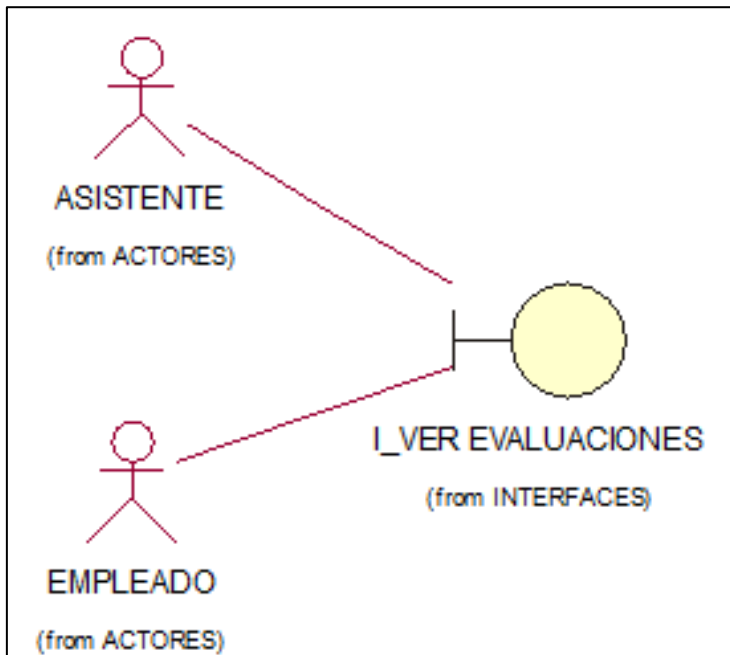 ASISTENTE
(from ACTORES)
I_VER EVALUACIONES
(from INTERFACES)
EMPLEADO
(from ACTORES)